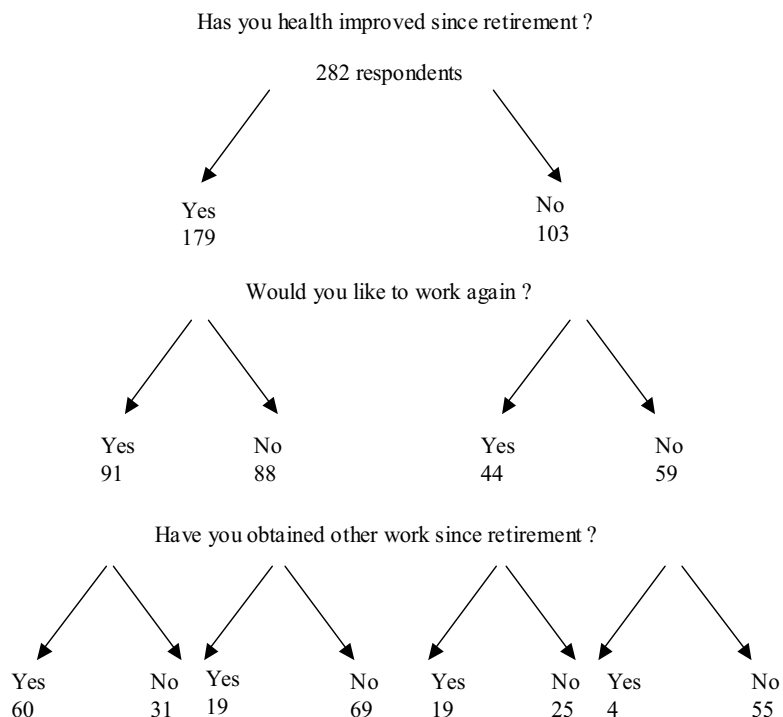 Has you health improved since retirement ?
282 respondents
Yes No
179 103
Would you like to work again ?
Yes No Yes No
91 88 44 59
Have you obtained other work since retirement ?
Yes No Yes No Yes No Yes No
60 31 19 69 19 25 4 55